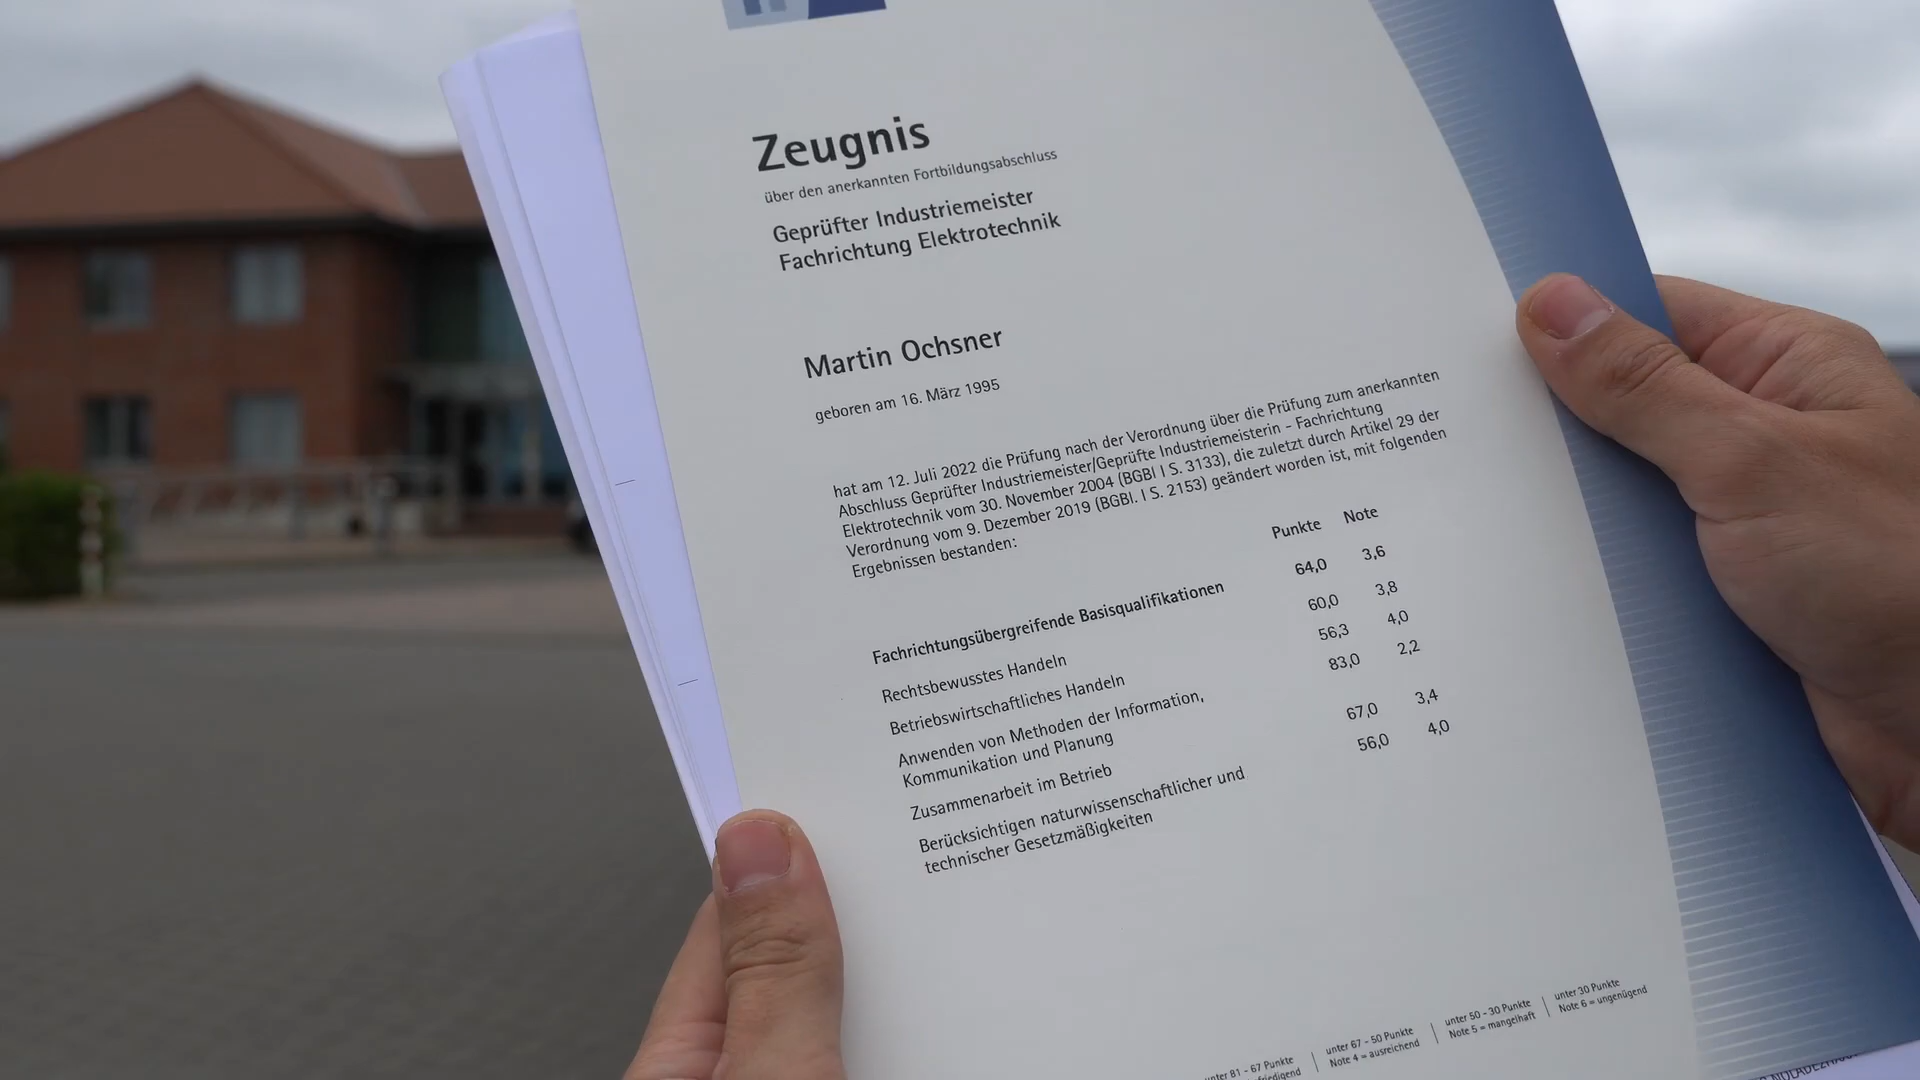 Zeugnis
über den anerkannten Fortbildungsabschluss
Geprüfter Industriemeister
Fachrichtung Elektrotechnik
Martin Ochsner
geboren am 16. März 1995
hat am 12. Juli 2022 die Prüfung nach der Verordnung über die Prüfung zum anerkannten
Abschluss Geprüfter Industriemeister/Geprüfte Industriemeisterin - Fachrichtung
Elektrotechnik vom 30. November 2004 (BGBl I S. 3133), die zuletzt durch Artikel 29 der
Verordnung vom 9. Dezember 2019 (BGBl. I S. 2153) geändert worden ist, mit folgenden
Ergebnissen bestanden:
Punkte Note
Fachrichtungsübergreifende Basisqualifikationen 64,0 3,6
Rechtsbewusstes Handeln 60,0 3,8
Betriebswirtschaftliches Handeln 56,3 4,0
Anwenden von Methoden der Information, 83,0 2,2
Kommunikation und Planung
Zusammenarbeit im Betrieb 67,0 3,4
Berücksichtigen naturwissenschaftlicher und 56,0 4,0
technischer Gesetzmäßigkeiten
81 - 67 Punkte unter 67 - 50 Punkte unter 50 - 30 Punkte unter 30 Punkte
Note 4 = ausreichend Note 5 = mangelhaft Note 6 = ungenügend